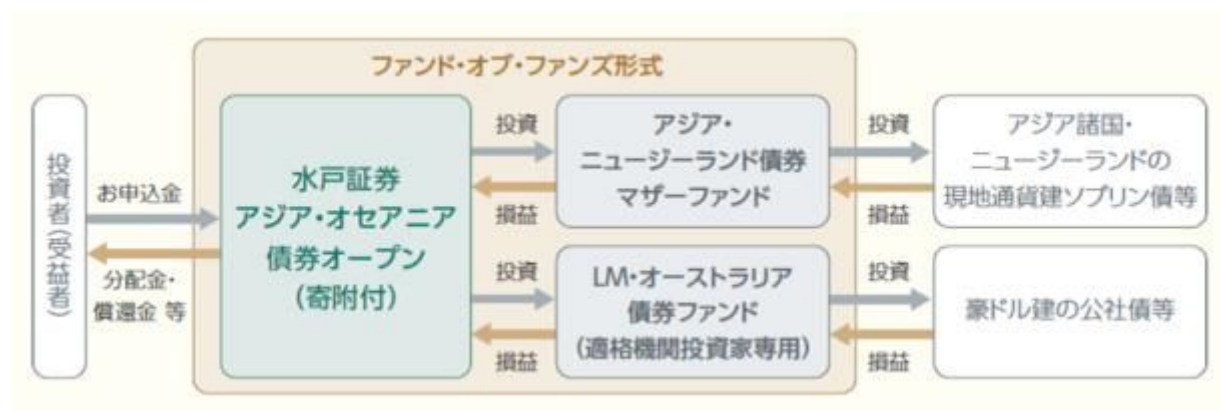 ファンド・オブ・ファンズ形式
投資者(受益者)
お申込金
分配金・
償還金 等
水戸証券
アジア・オセアニア
債券オープン
(寄附付)
投資
損益
アジア・
ニュージーランド債券
マザーファンド
投資
損益
アジア諸国・
ニュージーランドの
現地通貨建ソブリン債等
投資
損益
LM・オーストラリア
債券ファンド
(適格機関投資家専用)
投資
損益
豪ドル建の公社債等